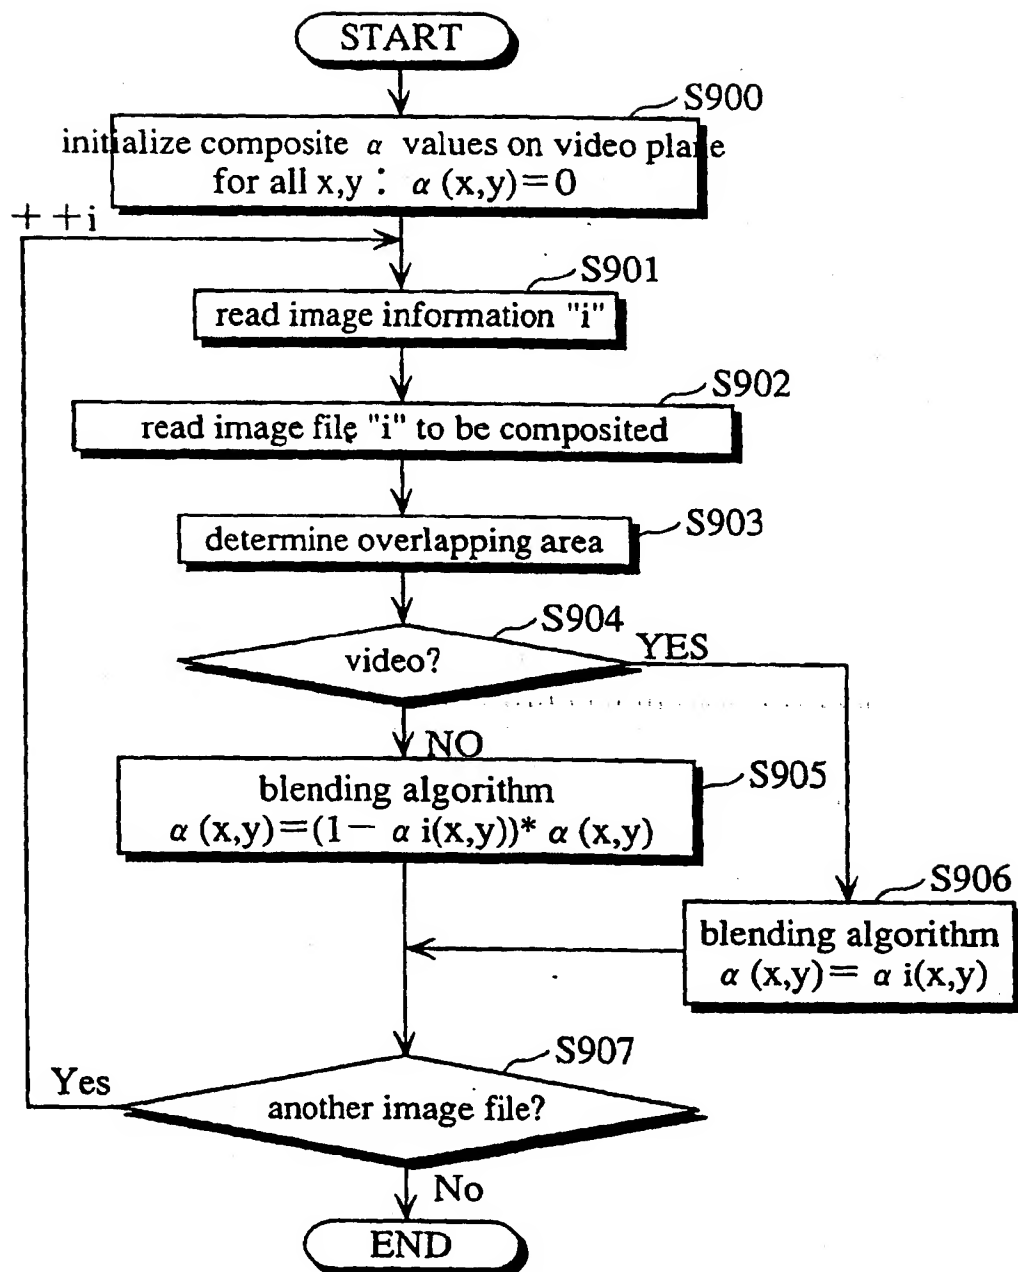 START
S900
initialize composite α values on video plane
for all x,y : α (x,y)=0
++i
S901
read image information "i"
S902
read image file "i" to be composited
S903
determine overlapping area
S904
video?
YES
NO
S905
blending algorithm
α (x,y)=(1- α i(x,y))* α (x,y)
S906
blending algorithm
α (x,y)= α i(x,y)
S907
Yes
another image file?
No
END